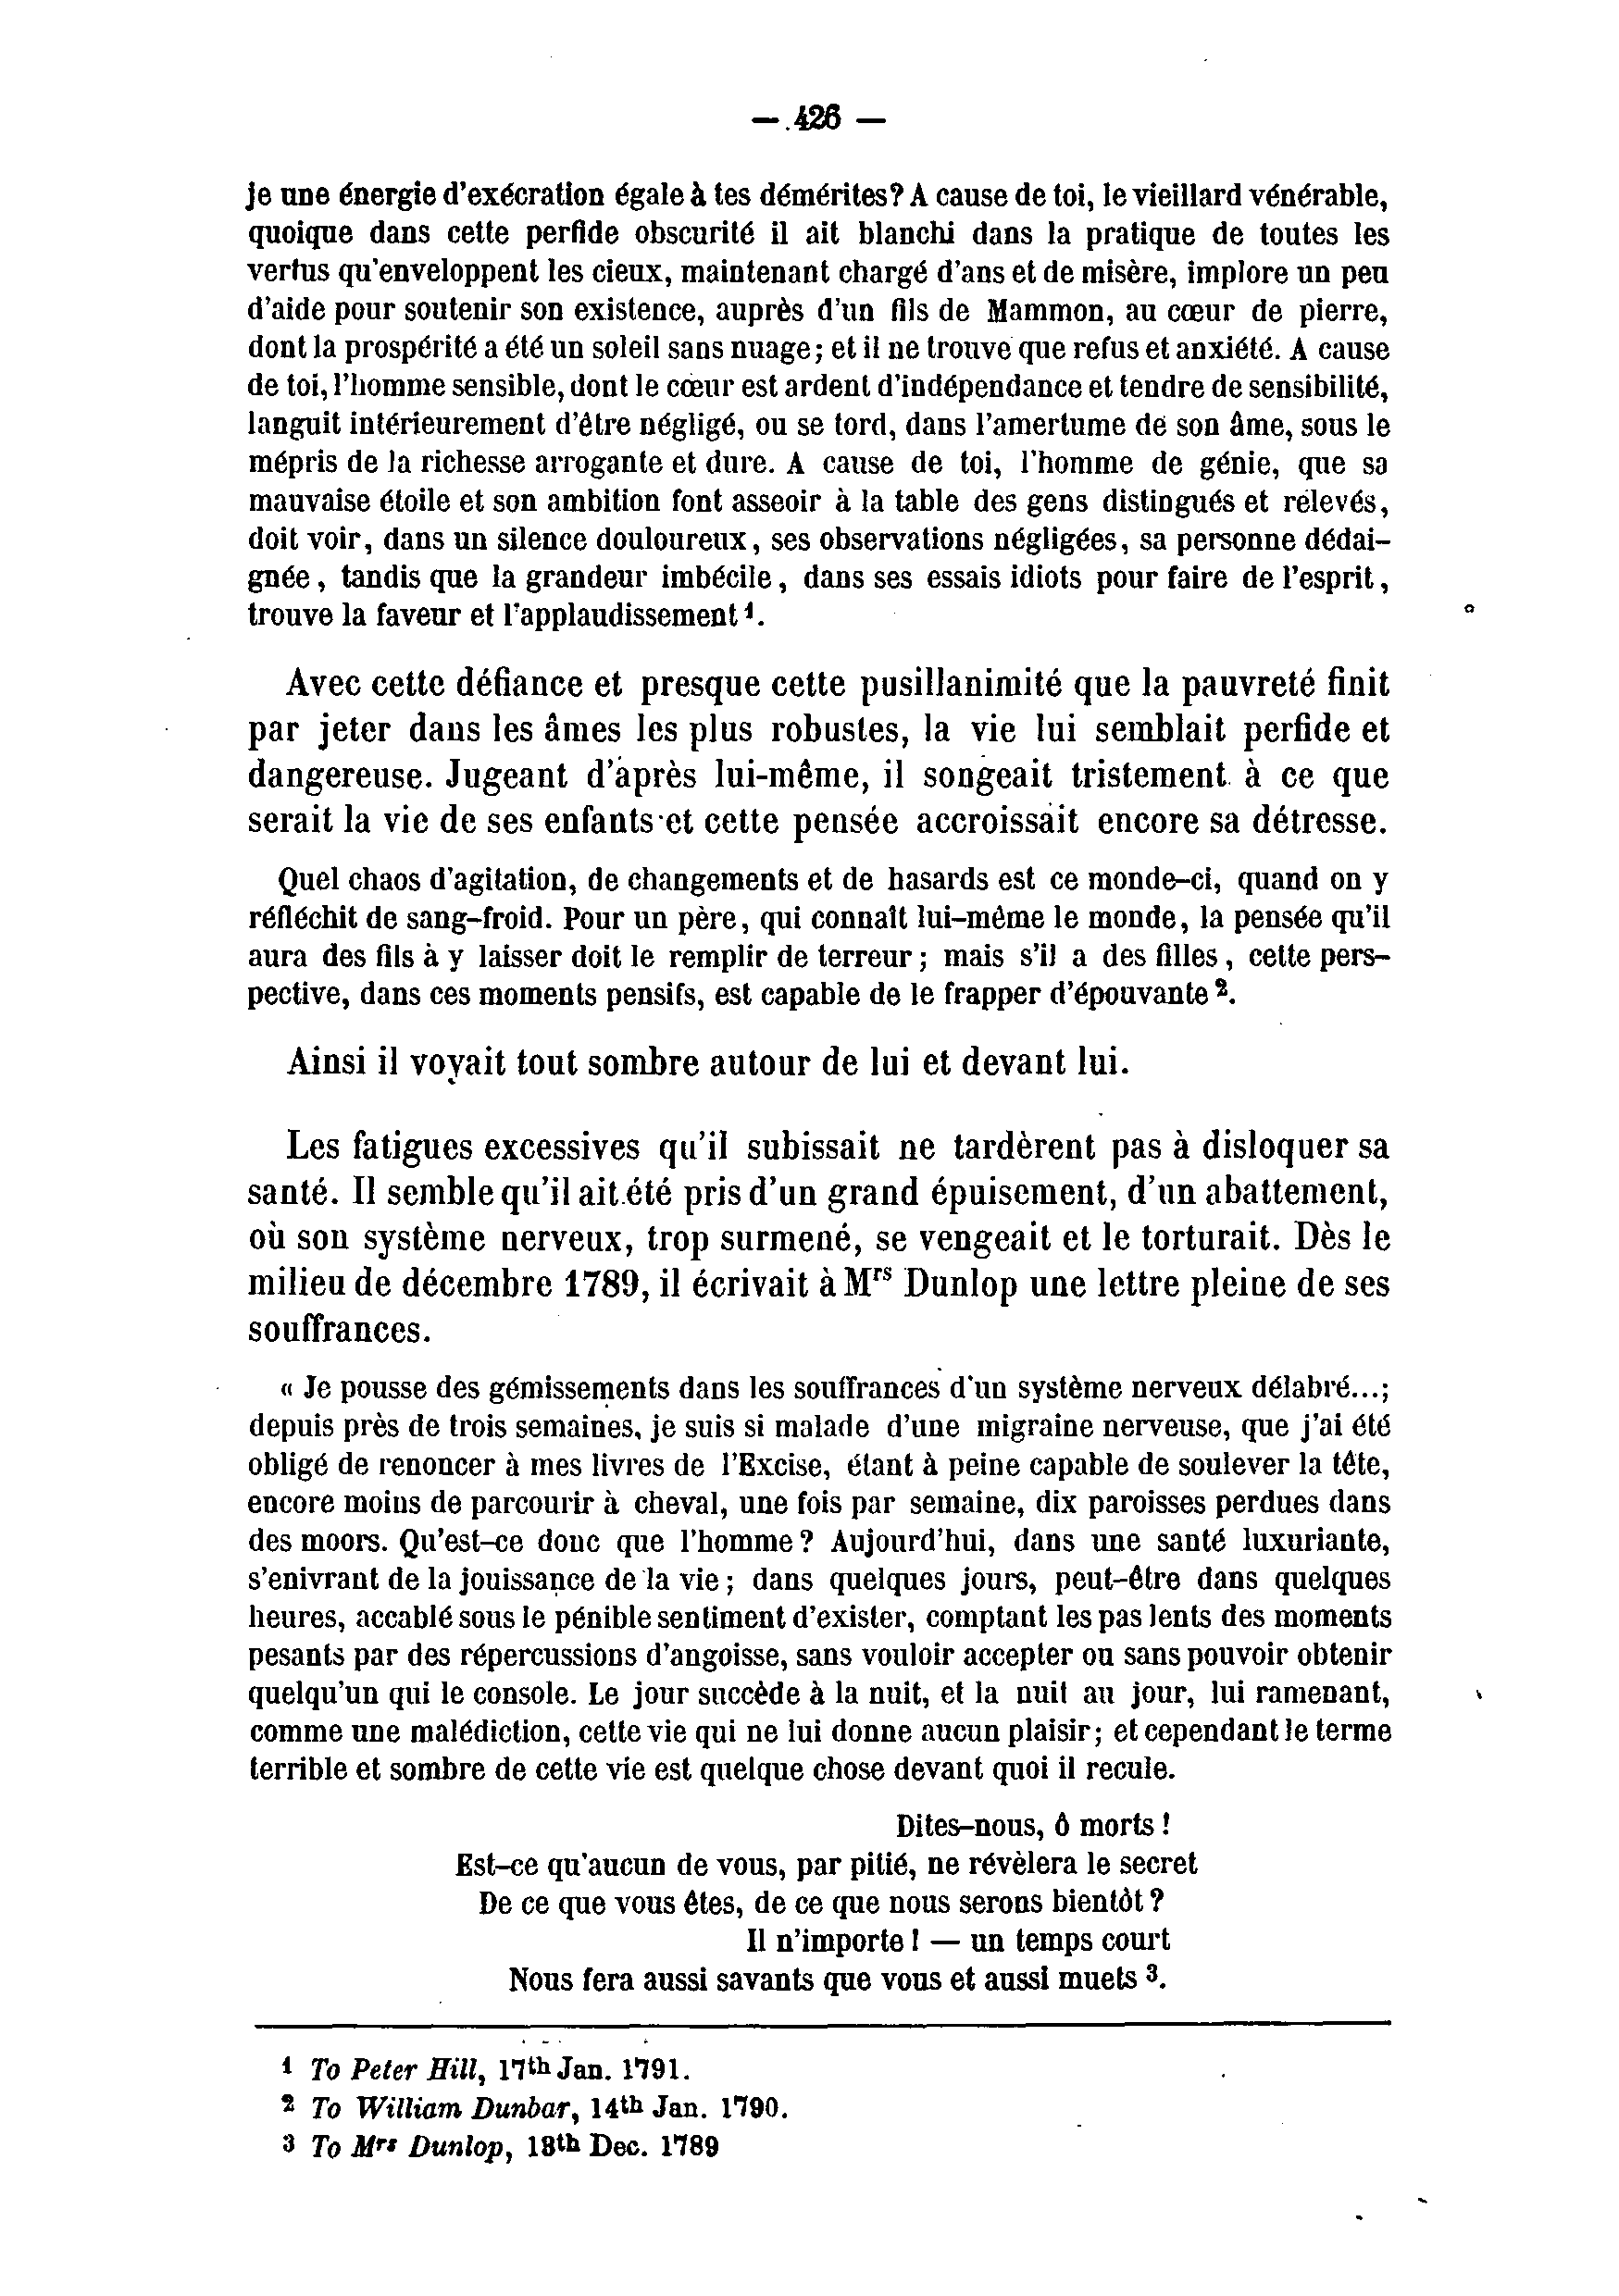 — 426 —
je une énergie d'exécration égale à tes démérites? A cause de toi, le vieillard vénérable,
quoique dans cette perfide obscurité il ait blanchi dans la pratique de toutes les
vertus qu'enveloppent les cieux, maintenant chargé d'ans et de misère, implore un peu
d'aide pour soutenir son existence, auprès d'un fils de Mammon, au cœur de pierre,
dont la prospérité a été un soleil sans nuage; et il ne trouve que refus et anxiété. A cause
de toi, l'homme sensible, dont le cœur est ardent d'indépendance et tendre de sensibilité,
languit intérieurement d'être négligé, ou se tord, dans l'amertume de son âme, sous le
mépris de la richesse arrogante et dure. A cause de toi, l'homme de génie, que sa
mauvaise étoile et son ambition font asseoir à la table des gens distingués et relevés,
doit voir, dans un silence douloureux, ses observations négligées, sa personne dédai-
gnée, tandis que la grandeur imbécile, dans ses essais idiots pour faire de l'esprit,
trouve la faveur et l'applaudissement ¹.
Avec cette défiance et presque cette pusillanimité que la pauvreté finit
par jeter dans les âmes les plus robustes, la vie lui semblait perfide et
dangereuse. Jugeant d'après lui-même, il songeait tristement à ce que
serait la vie de ses enfants et cette pensée accroissait encore sa détresse.
Quel chaos d'agitation, de changements et de hasards est ce monde-ci, quand on y
réfléchit de sang-froid. Pour un père, qui connaît lui-même le monde, la pensée qu'il
aura des fils à y laisser doit le remplir de terreur; mais s'il a des filles, cette pers-
pective, dans ces moments pensifs, est capable de le frapper d'épouvante ².
Ainsi il voyait tout sombre autour de lui et devant lui.
Les fatigues excessives qu'il subissait ne tardèrent pas à disloquer sa
santé. Il semble qu'il ait été pris d'un grand épuisement, d'un abattement,
où son système nerveux, trop surmené, se vengeait et le torturait. Dès le
milieu de décembre 1789, il écrivait à Mrs Dunlop une lettre pleine de ses
souffrances.
« Je pousse des gémissements dans les souffrances d'un système nerveux délabré...;
depuis près de trois semaines, je suis si malade d'une migraine nerveuse, que j'ai été
obligé de renoncer à mes livres de l'Excise, étant à peine capable de soulever la tête,
encore moins de parcourir à cheval, une fois par semaine, dix paroisses perdues dans
des moors. Qu'est-ce donc que l'homme? Aujourd'hui, dans une santé luxuriante,
s'enivrant de la jouissance de la vie; dans quelques jours, peut-être dans quelques
heures, accablé sous le pénible sentiment d'exister, comptant les pas lents des moments
pesants par des répercussions d'angoisse, sans vouloir accepter ou sans pouvoir obtenir
quelqu'un qui le console. Le jour succède à la nuit, et la nuit au jour, lui ramenant,
comme une malédiction, cette vie qui ne lui donne aucun plaisir; et cependant le terme
terrible et sombre de cette vie est quelque chose devant quoi il recule.
Dites-nous, ô morts!
Est-ce qu'aucun de vous, par pitié, ne révèlera le secret
De ce que vous êtes, de ce que nous serons bientôt?
Il n'importe! — un temps court
Nous fera aussi savants que vous et aussi muets ³.
¹ To Peter Hill, 17th Jan. 1791.
² To William Dunbar, 14th Jan. 1790.
³ To Mrs Dunlop, 13th Dec. 1789